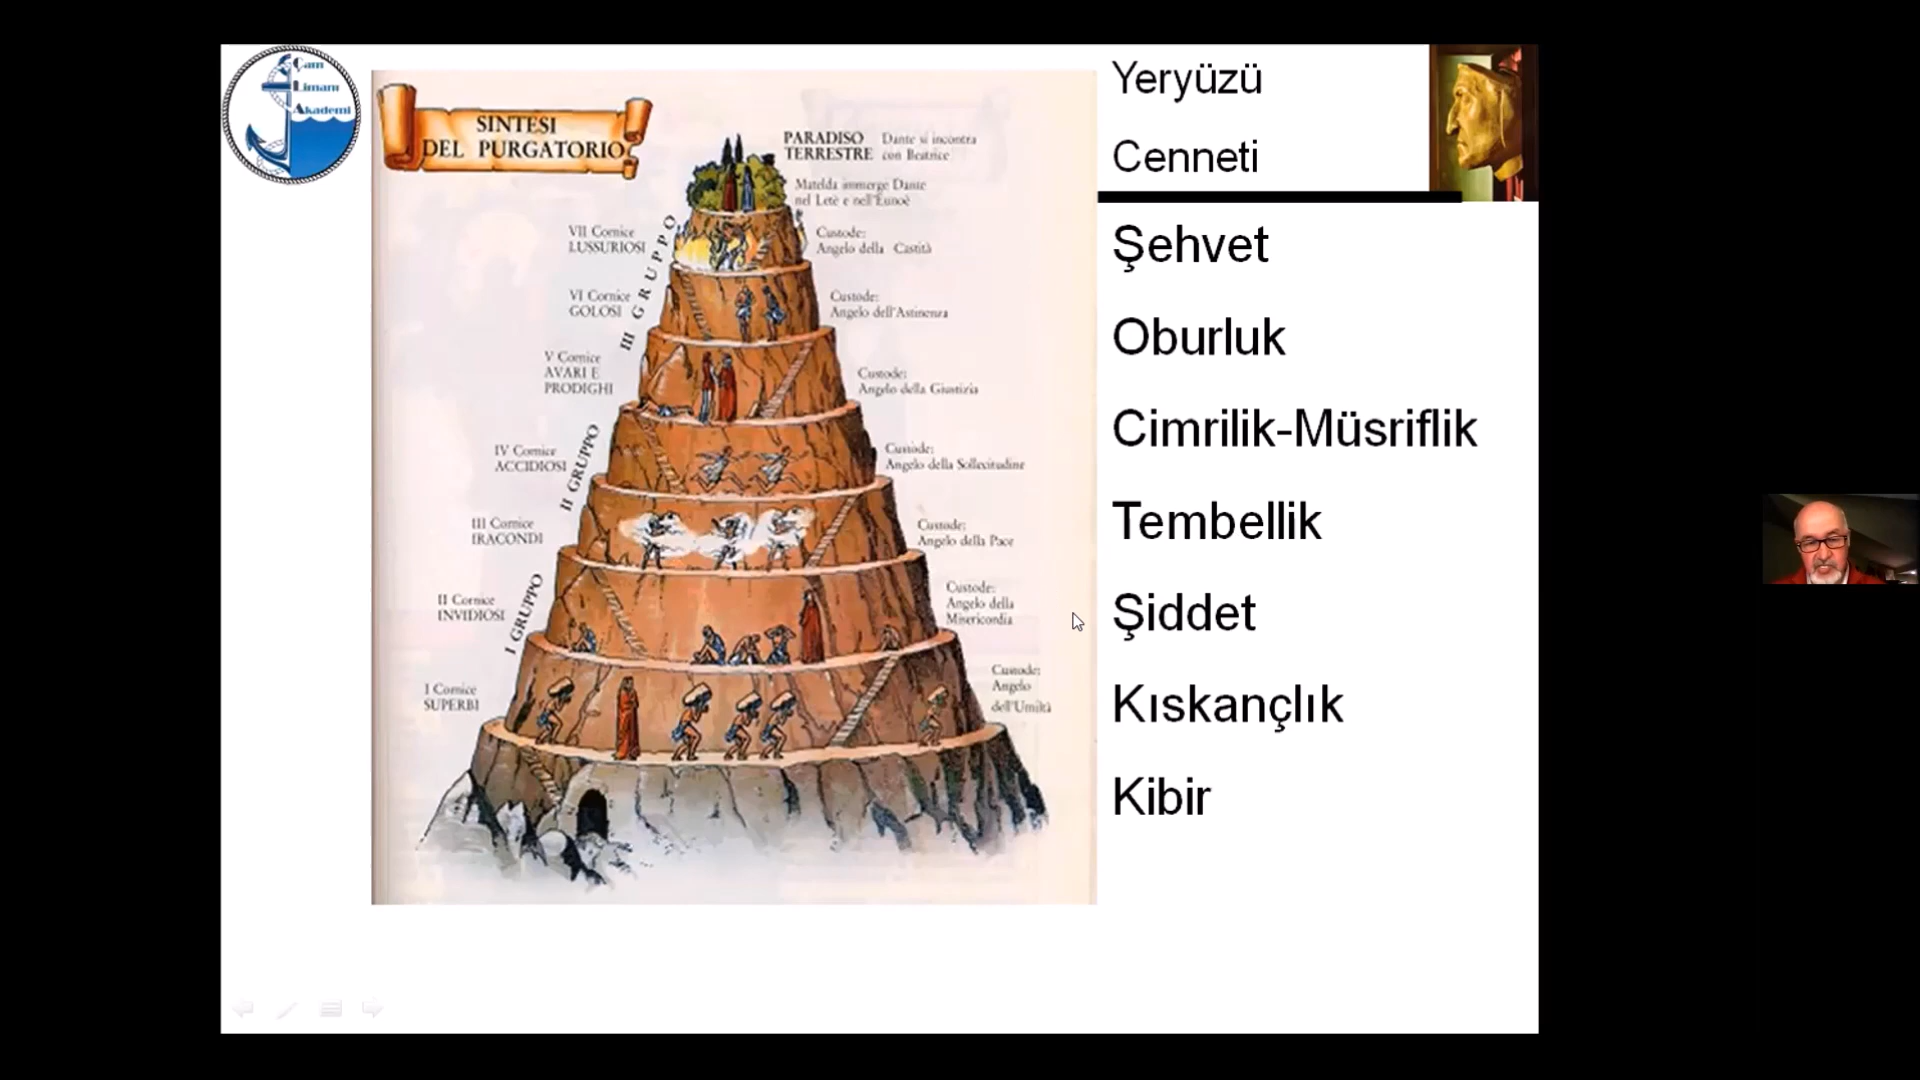 Çam
Limanı
Akademi
SINTESI
DEL PURGATORIO
PARADISO
TERRESTRE
Dante si incontra
con Beatrice
Matelda immerge Dante
nel Letè e nell'Eunoè
VII Cornice
LUSSURIOSI
Custode:
Angelo della Castità
VI Cornice
GOLOSI
Custode:
Angelo dell'Astinenza
III GRUPPO
V Cornice
AVARI E
PRODIGHI
Custode:
Angelo della Giustizia
IV Cornice
ACCIDIOSI
Custode:
Angelo della Sollecitudine
II GRUPPO
III Cornice
IRACONDI
Custode:
Angelo della Pace
II Cornice
INVIDIOSI
Custode:
Angelo della
Misericordia
I GRUPPO
I Cornice
SUPERBI
Custode:
Angelo
dell'Umiltà
Yeryüzü
Cenneti
Şehvet
Oburluk
Cimrilik-Müsriflik
Tembellik
Şiddet
Kıskançlık
Kibir